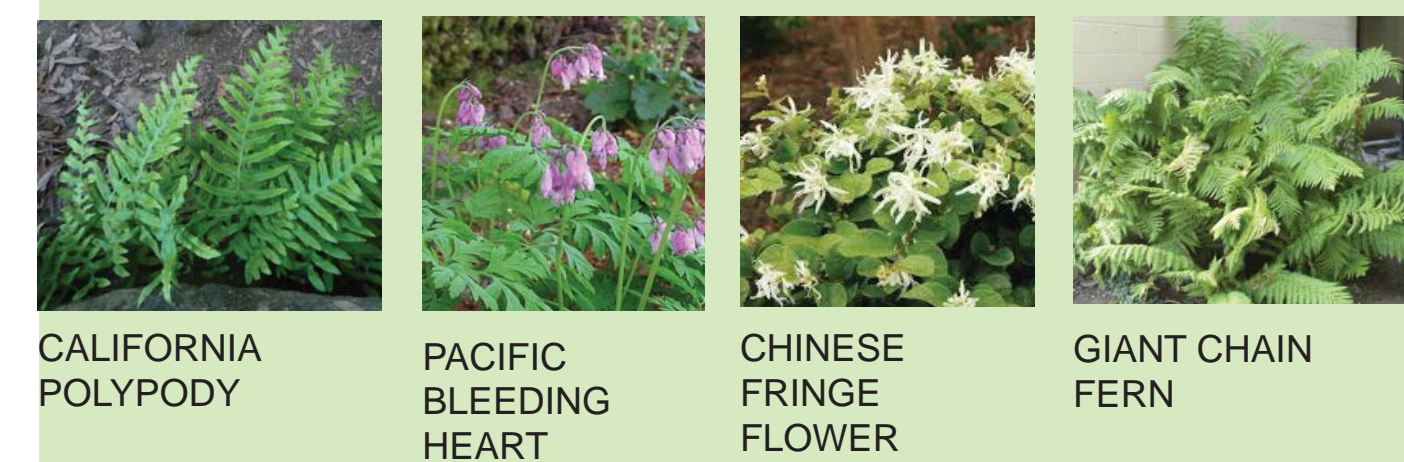 CALIFORNIA
POLYPODY
PACIFIC
BLEEDING
HEART
CHINESE
FRINGE
FLOWER
GIANT CHAIN
FERN